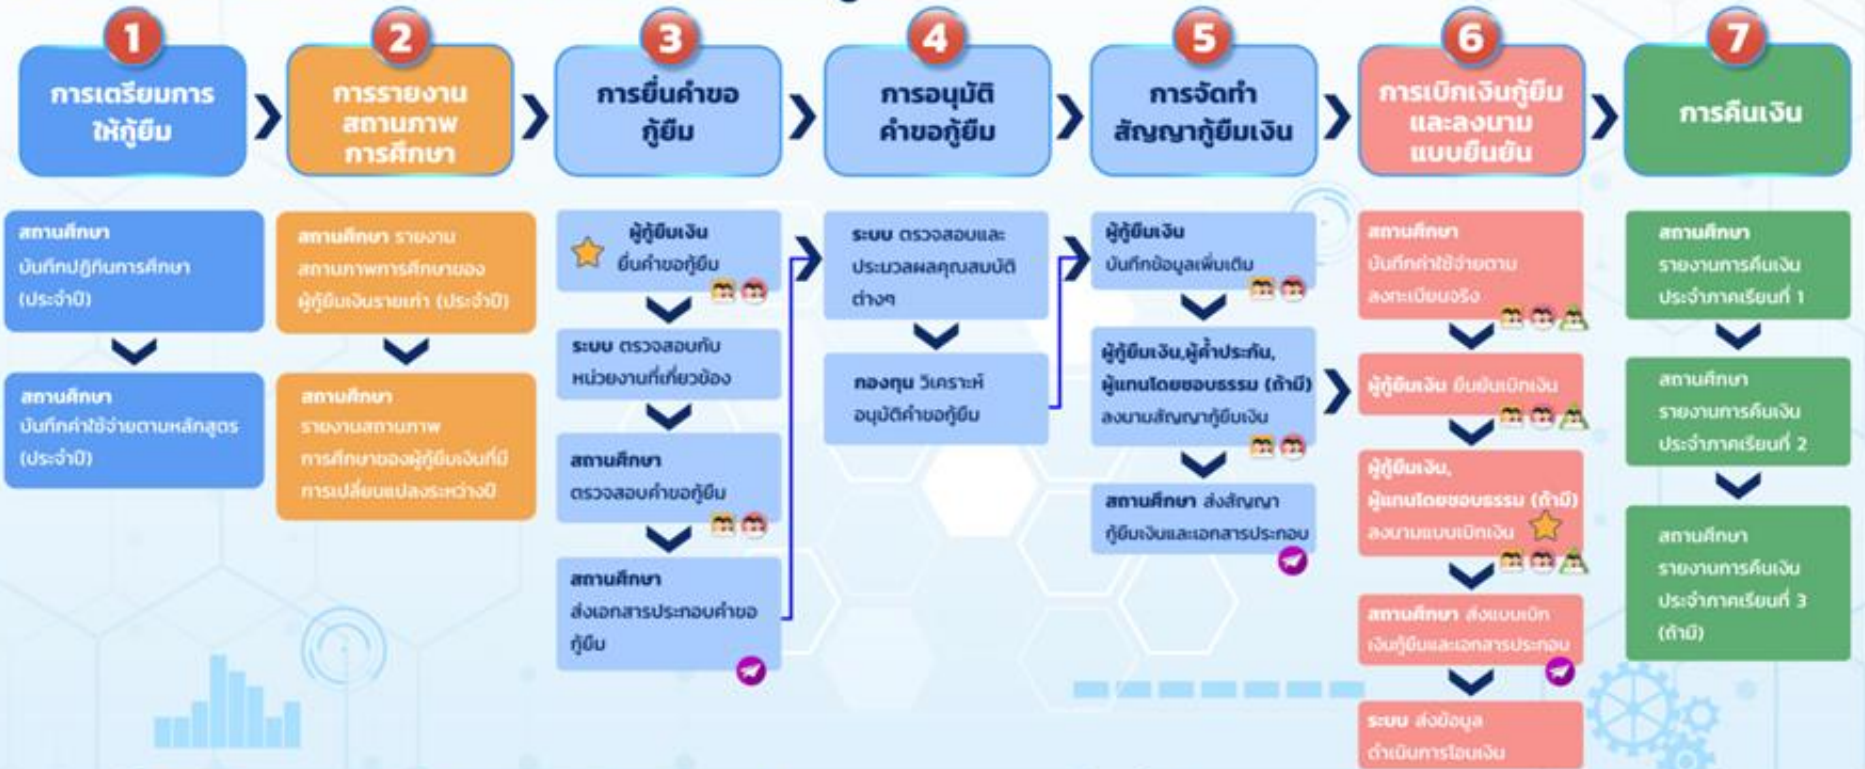 1
การเตรียมการ
ให้กู้ยืม
2
การรายงาน
สถานภาพ
การศึกษา
3
การยื่นคำขอ
กู้ยืม
4
การอนุมัติ
คำขอกู้ยืม
5
การจัดทำ
สัญญากู้ยืมเงิน
6
การเบิกเงินกู้ยืม
และลงนาม
แบบยืนยัน
7
การคืนเงิน
สถานศึกษา
บันทึกปฏิทินการศึกษา
(ประจำปี)
สถานศึกษา
บันทึกค่าใช้จ่ายตามหลักสูตร
(ประจำปี)
สถานศึกษา รายงาน
สถานภาพการศึกษาของ
ผู้กู้ยืมเงินรายเก่า (ประจำปี)
สถานศึกษา
รายงานสถานภาพ
การศึกษาของผู้กู้ยืมเงินที่มี
การเปลี่ยนแปลงระหว่างปี
ผู้กู้ยืมเงิน
ยื่นคำขอกู้ยืม
ระบบ ตรวจสอบกับ
หน่วยงานที่เกี่ยวข้อง
สถานศึกษา
ตรวจสอบคำขอกู้ยืม
สถานศึกษา
ส่งเอกสารประกอบคำขอ
กู้ยืม
ระบบ ตรวจสอบและ
ประมวลผลคุณสมบัติ
ต่างๆ
กองทุน วิเคราะห์
อนุมัติคำขอกู้ยืม
ผู้กู้ยืมเงิน
บันทึกข้อมูลเพิ่มเติม
ผู้กู้ยืมเงิน,ผู้ค้ำประกัน,
ผู้แทนโดยชอบธรรม (ถ้ามี)
ลงนามสัญญากู้ยืมเงิน
สถานศึกษา ส่งสัญญา
กู้ยืมเงินและเอกสารประกอบ
สถานศึกษา
บันทึกค่าใช้จ่ายตาม
ลงทะเบียนจริง
ผู้กู้ยืมเงิน ยืนยันเบิกเงิน
ผู้กู้ยืมเงิน,
ผู้แทนโดยชอบธรรม (ถ้ามี)
ลงนามแบบเบิกเงิน
สถานศึกษา ส่งแบบเบิก
เงินกู้ยืมและเอกสารประกอบ
ระบบ ส่งข้อมูล
ดำเนินการโอนเงิน
สถานศึกษา
รายงานการคืนเงิน
ประจำภาคเรียนที่ 1
สถานศึกษา
รายงานการคืนเงิน
ประจำภาคเรียนที่ 2
สถานศึกษา
รายงานการคืนเงิน
ประจำภาคเรียนที่ 3
(ถ้ามี)